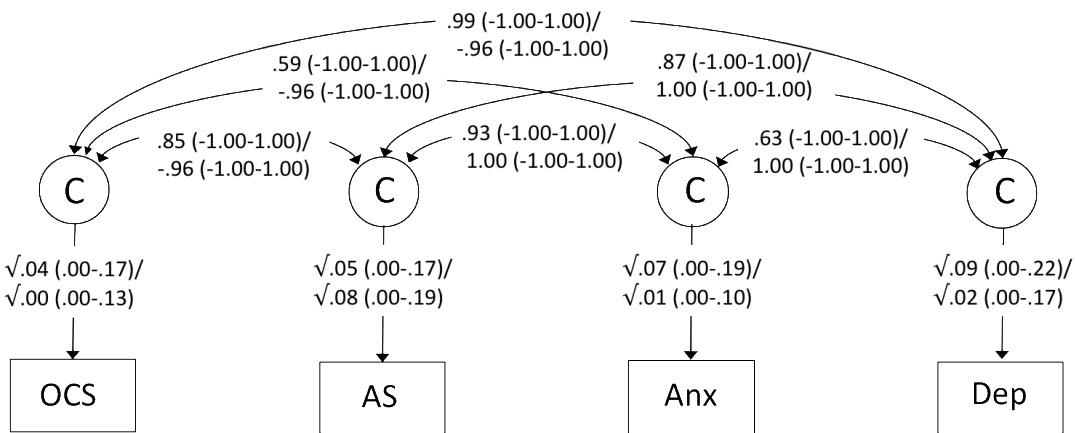 .99 (-1.00-1.00)/
-.96 (-1.00-1.00)
.59 (-1.00-1.00)/
-.96 (-1.00-1.00)
.87 (-1.00-1.00)/
1.00 (-1.00-1.00)
.85 (-1.00-1.00)/
-.96 (-1.00-1.00)
.93 (-1.00-1.00)/
1.00 (-1.00-1.00)
.63 (-1.00-1.00)/
1.00 (-1.00-1.00)
C
C
C
C
√.04 (.00-.17)/
√.00 (.00-.13)
√.05 (.00-.17)/
√.08 (.00-.19)
√.07 (.00-.19)/
√.01 (.00-.10)
√.09 (.00-.22)/
√.02 (.00-.17)
OCS
AS
Anx
Dep